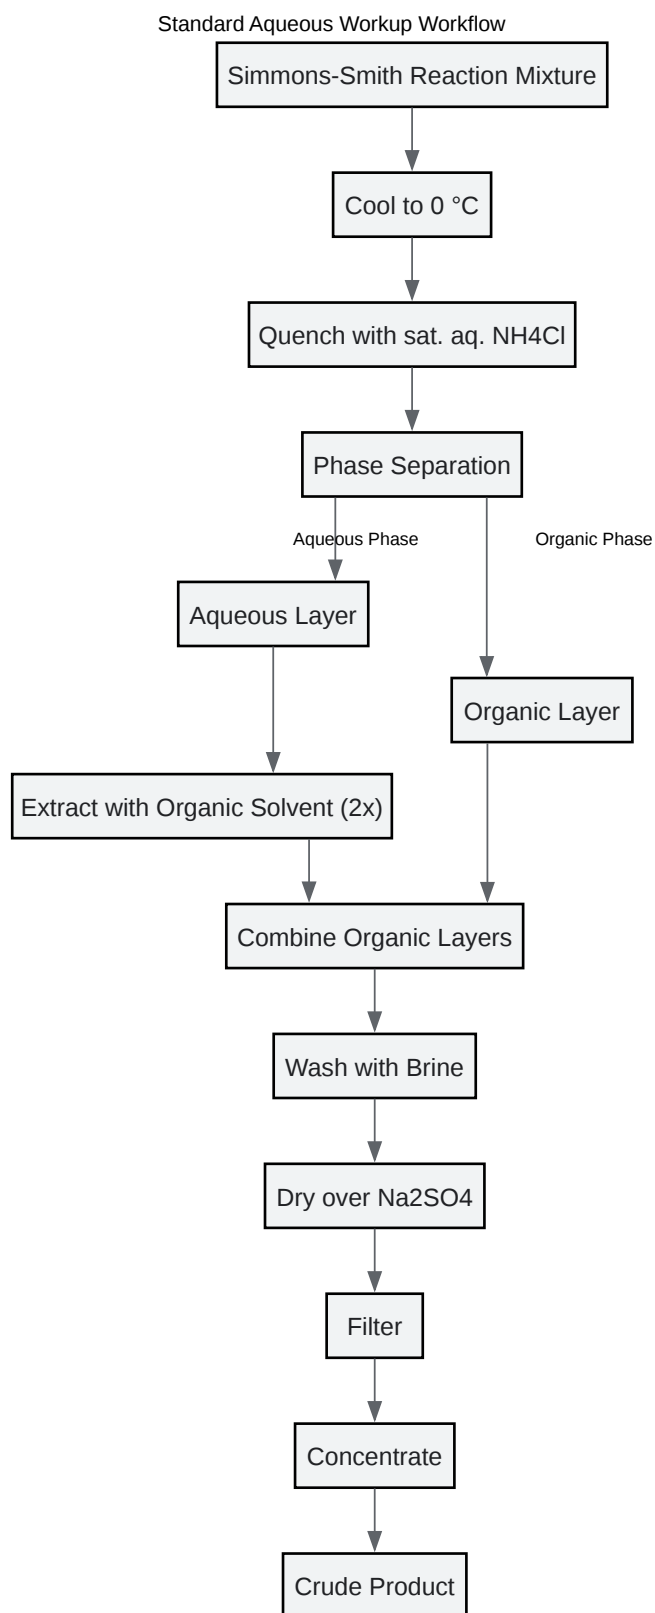 Standard Aqueous Workup Workflow
Simmons-Smith Reaction Mixture
Cool to 0 °C
Quench with sat. aq. NH4Cl
Phase Separation
Aqueous Phase
Organic Phase
Aqueous Layer
Organic Layer
Extract with Organic Solvent (2x)
Combine Organic Layers
Wash with Brine
Dry over Na2SO4
Filter
Concentrate
Crude Product